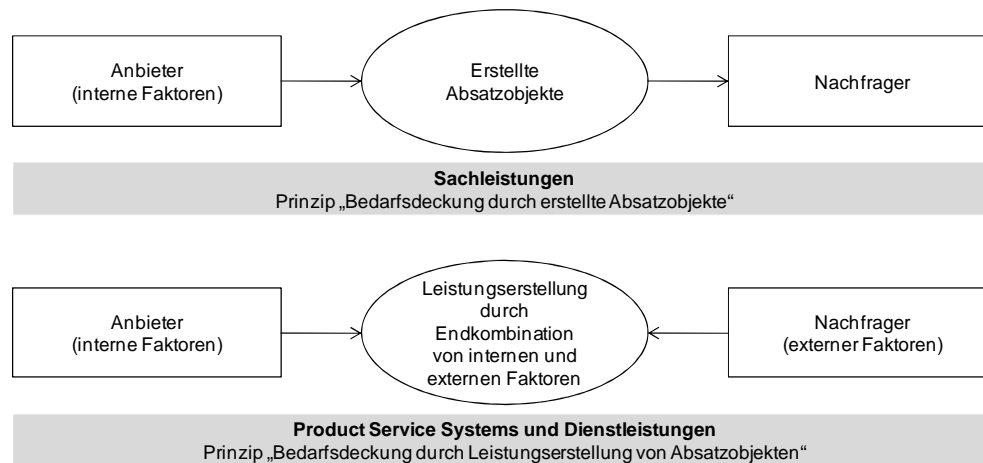 Anbieter
(interne Faktoren)
Erstellte
Absatzobjekte
Nachfrager
Sachleistungen
Prinzip „Bedarfsdeckung durch erstellte Absatzobjekte“
Anbieter
(interne Faktoren)
Leistungserstellung
durch
Endkombination
von internen und
externen Faktoren
Nachfrager
(externer Faktoren)
Product Service Systems und Dienstleistungen
Prinzip „Bedarfsdeckung durch Leistungserstellung von Absatzobjekten“